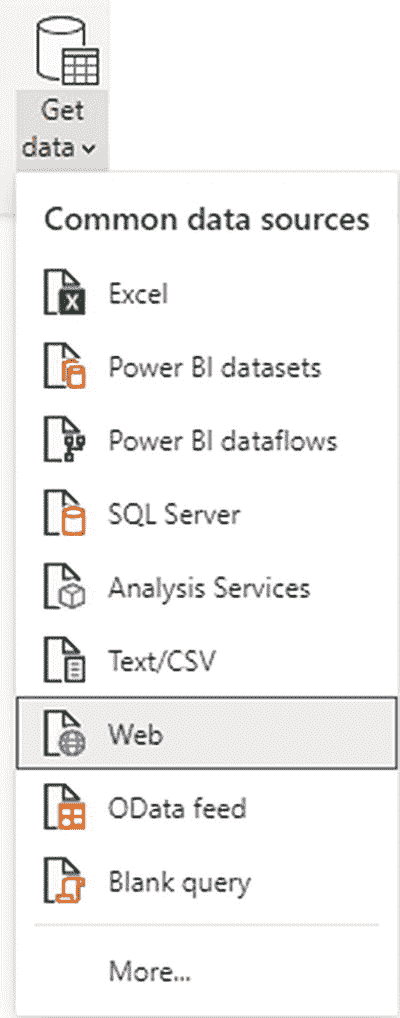 Get
data
Common data sources
Excel
Power BI datasets
Power BI dataflows
SQL Server
Analysis Services
Text/CSV
Web
OData feed
Blank query
More...